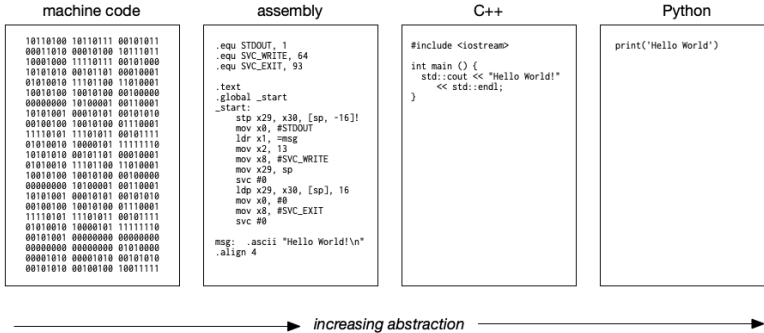 machine code
10110100 10110111 00101011
00011010 00010100 10111011
10001000 11110111 00101000
10101010 00101101 00010001
01010010 11101100 11010001
10010100 10010100 00100000
00000000 10100001 00110001
10101001 00010101 00101010
00100100 10010100 01110001
11110101 11101011 00101111
01010010 10000101 11111110
10101010 00101101 00010001
01010010 11101100 11010001
10010100 10010100 00100000
00000000 10100001 00110001
10101001 00010101 00101010
00100100 10010100 01110001
11110101 11101011 00101111
01010010 10000101 11111110
00101001 00000000 00000000
00000000 00000000 01010000
00001010 00001010 00101010
00101010 00100100 10011111
assembly
.equ STDOUT, 1
.equ SVC_WRITE, 64
.equ SVC_EXIT, 93
.text
.global _start
_start:
stp x29, x30, [sp, -16]!
mov x0, #STDOUT
ldr x1, =msg
mov x2, 13
mov x8, #SVC_WRITE
mov x29, sp
svc #0
ldp x29, x30, [sp], 16
mov x0, #0
mov x8, #SVC_EXIT
svc #0
msg: .ascii "Hello World!\n"
.align 4
C++
#include <iostream>
int main () {
std::cout << "Hello World!"
<< std::endl;
}
Python
print('Hello World')
increasing abstraction